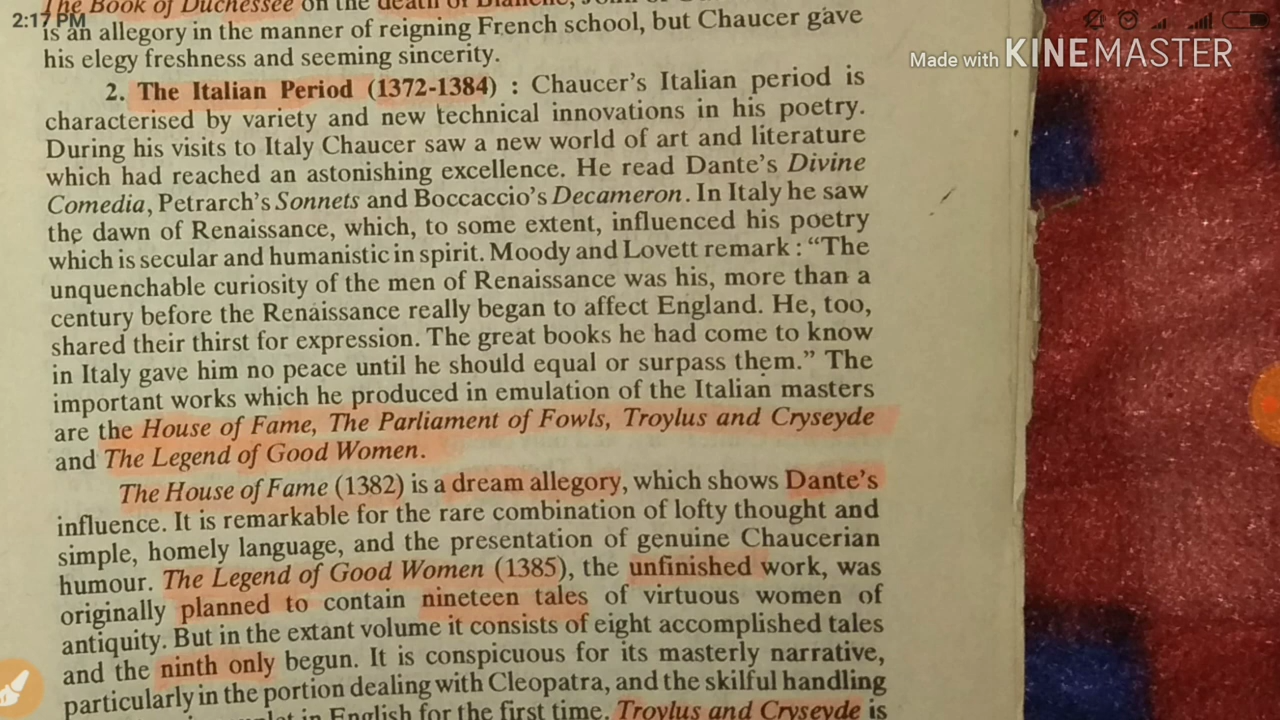 The Book of Duchessee on the death of Blanche, John of
2:17 PM
is an allegory in the manner of reigning French school, but Chaucer gave
his elegy freshness and seeming sincerity.
Made with KINEMASTER
2. The Italian Period (1372-1384) : Chaucer's Italian period is
characterised by variety and new technical innovations in his poetry.
During his visits to Italy Chaucer saw a new world of art and literature
which had reached an astonishing excellence. He read Dante's Divine
Comedia, Petrarch's Sonnets and Boccaccio's Decameron. In Italy he saw
the dawn of Renaissance, which, to some extent, influenced his poetry
which is secular and humanistic in spirit. Moody and Lovett remark : “The
unquenchable curiosity of the men of Renaissance was his, more than a
century before the Renaissance really began to affect England. He, too,
shared their thirst for expression. The great books he had come to know
in Italy gave him no peace until he should equal or surpass them.” The
important works which he produced in emulation of the Italian masters
are the House of Fame, The Parliament of Fowls, Troylus and Cryseyde
and The Legend of Good Women.
The House of Fame (1382) is a dream allegory, which shows Dante's
influence. It is remarkable for the rare combination of lofty thought and
simple, homely language, and the presentation of genuine Chaucerian
humour. The Legend of Good Women (1385), the unfinished work, was
originally planned to contain nineteen tales of virtuous women of
antiquity. But in the extant volume it consists of eight accomplished tales
and the ninth only begun. It is conspicuous for its masterly narrative,
particularly in the portion dealing with Cleopatra, and the skilful handling
in English for the first time. Troylus and Cryseyde is